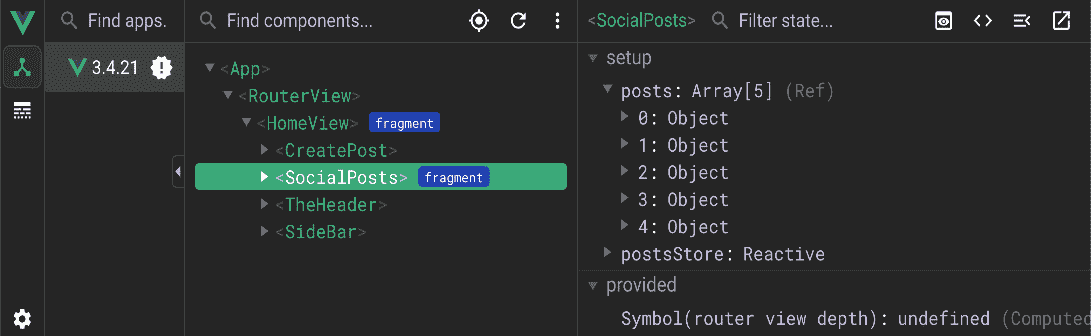 Find apps.
3.4.21
Find components...
<App>
<RouterView>
<HomeView> fragment
<CreatePost>
<SocialPosts> fragment
<TheHeader>
<SideBar>
<SocialPosts> Filter state...
setup
posts: Array[5] (Ref)
0: Object
1: Object
2: Object
3: Object
4: Object
postsStore: Reactive
provided
Symbol(router view depth): undefined (Computed